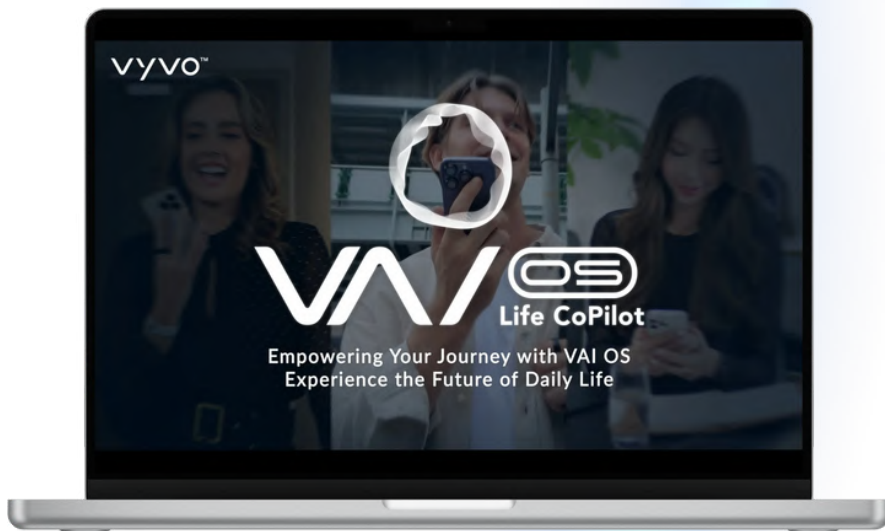 VYVO™
VAI OS
Life CoPilot
Empowering Your Journey with VAI OS
Experience the Future of Daily Life